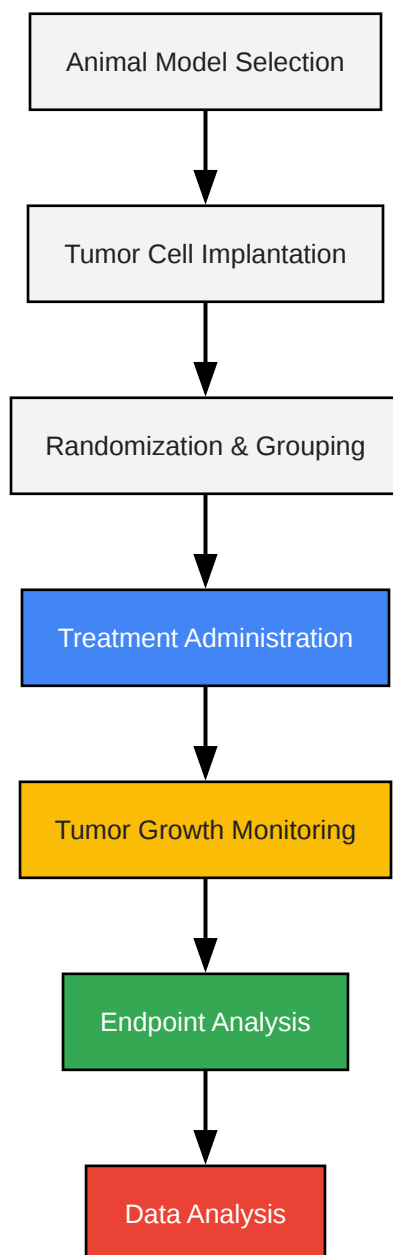 Animal Model Selection
Tumor Cell Implantation
Randomization & Grouping
Treatment Administration
Tumor Growth Monitoring
Endpoint Analysis
Data Analysis